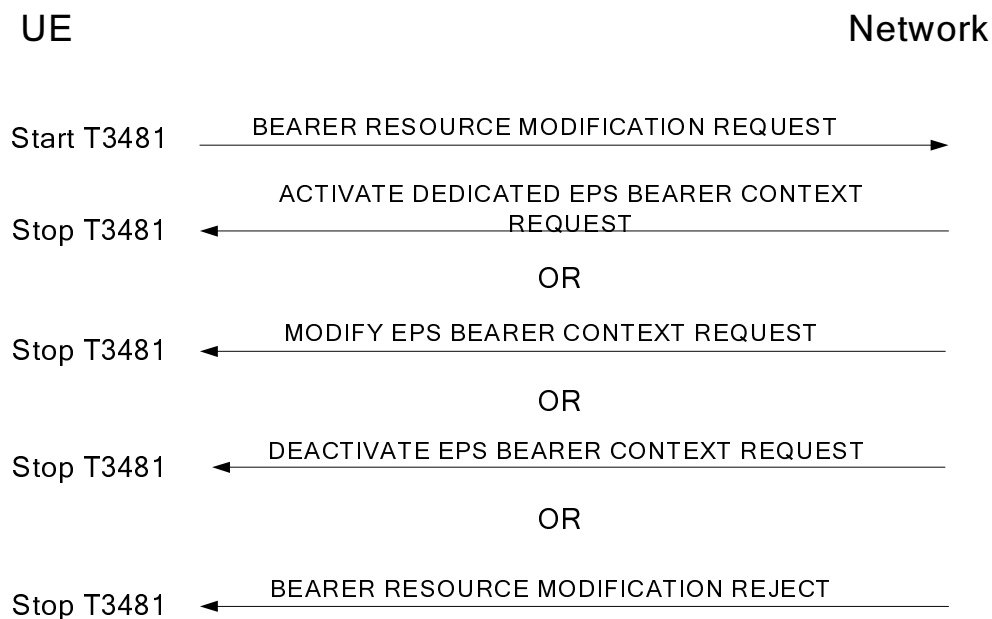 UE
Network
Start T3481
BEARER RESOURCE MODIFICATION REQUEST
ACTIVATE DEDICATED EPS BEARER CONTEXT
REQUEST
Stop T3481
OR
MODIFY EPS BEARER CONTEXT REQUEST
Stop T3481
OR
DEACTIVATE EPS BEARER CONTEXT REQUEST
Stop T3481
OR
BEARER RESOURCE MODIFICATION REJECT
Stop T3481